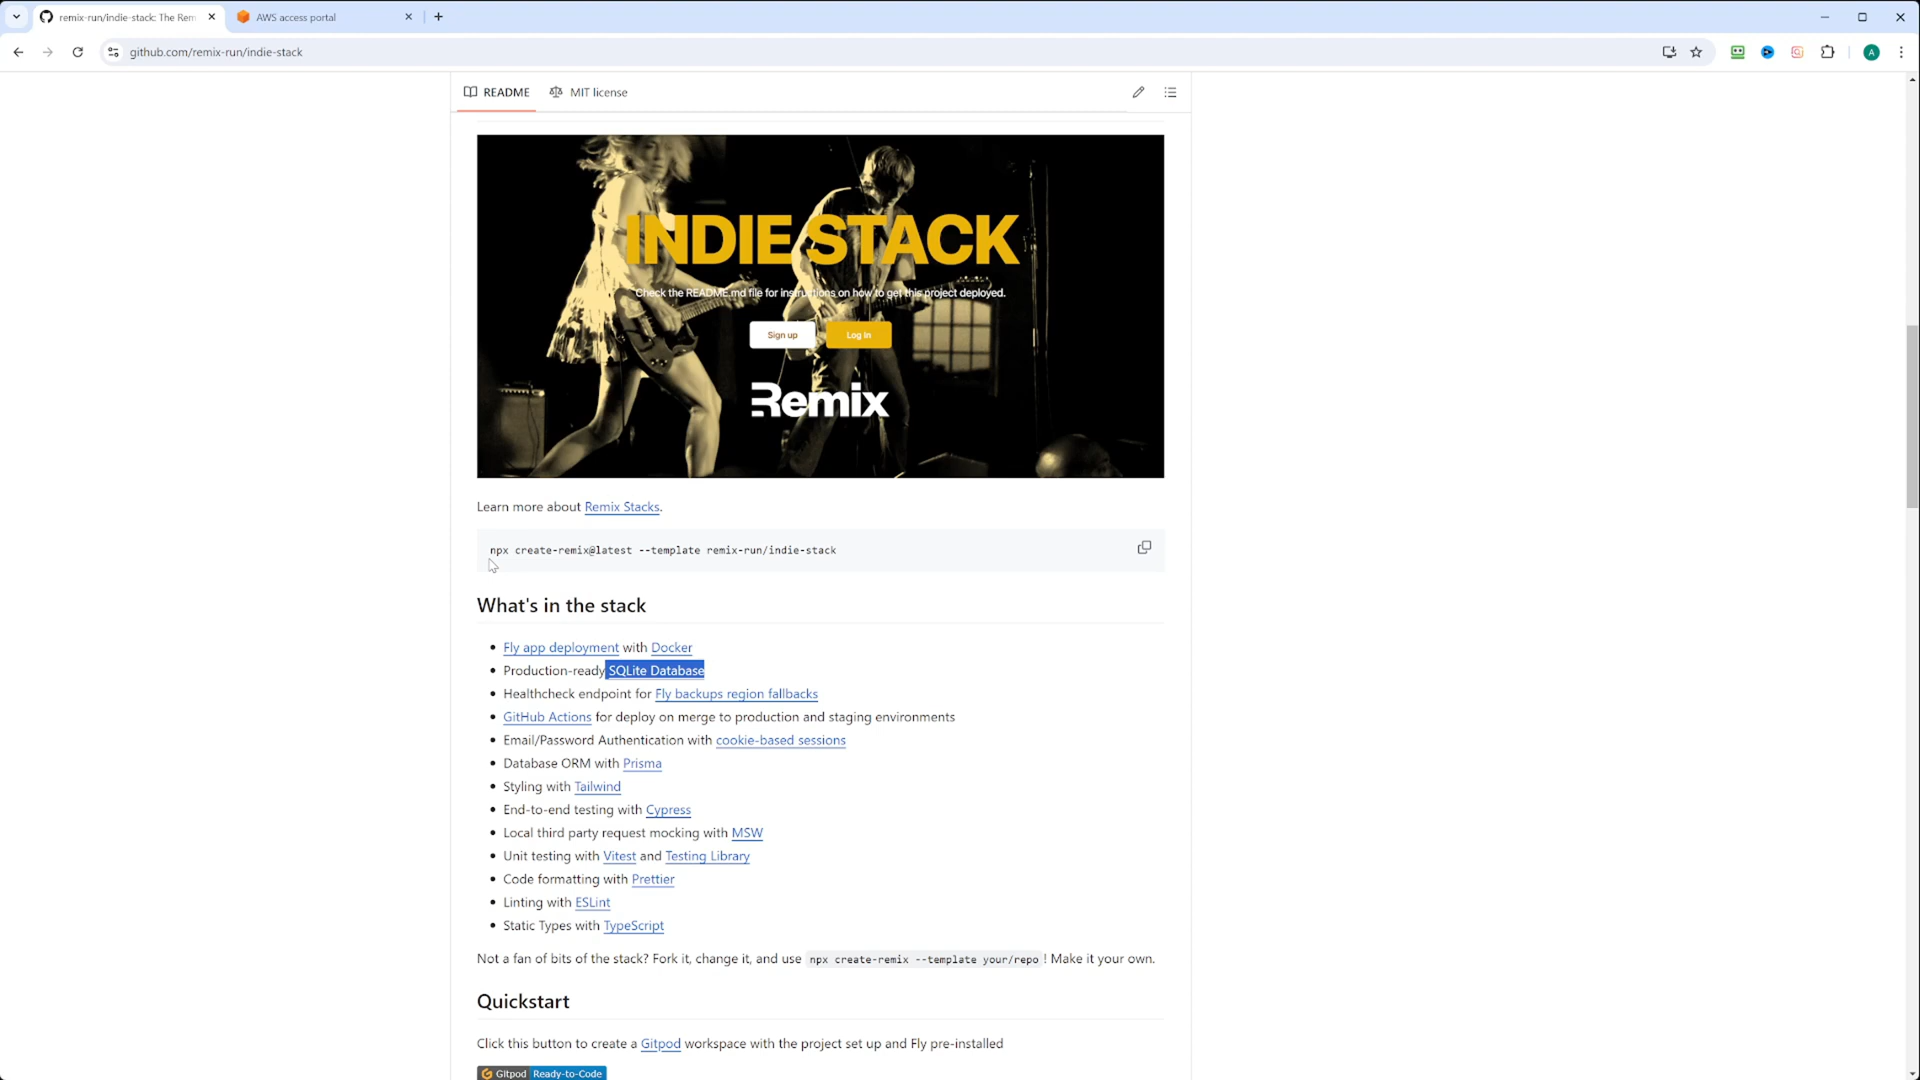 remix-run/indie-stack: The Rem
AWS access portal
github.com/remix-run/indie-stack
A
README
MIT license
INDIE STACK
Check the README.md file for instructions on how to get this project deployed.
Sign up
Log In
Remix
Learn more about Remix Stacks.
npx create-remix@latest --template remix-run/indie-stack
What's in the stack
• Fly app deployment with Docker
• Production-ready SQLite Database
• Healthcheck endpoint for Fly backups region fallbacks
• GitHub Actions for deploy on merge to production and staging environments
• Email/Password Authentication with cookie-based sessions
• Database ORM with Prisma
• Styling with Tailwind
• End-to-end testing with Cypress
• Local third party request mocking with MSW
• Unit testing with Vitest and Testing Library
• Code formatting with Prettier
• Linting with ESLint
• Static Types with TypeScript
Not a fan of bits of the stack? Fork it, change it, and use npx create-remix --template your/repo ! Make it your own.
Quickstart
Click this button to create a Gitpod workspace with the project set up and Fly pre-installed
Gitpod Ready-to-Code